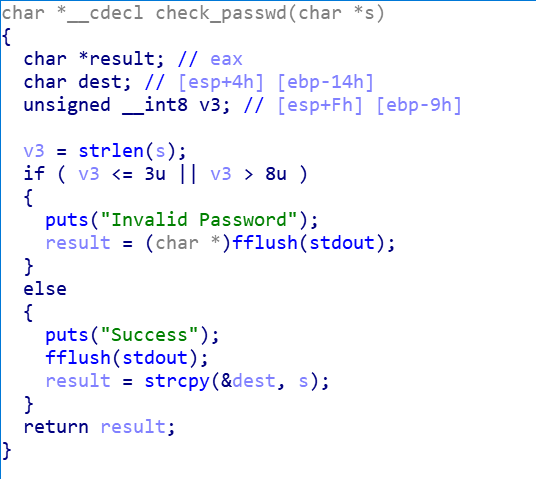 char *__cdecl check_passwd(char *s)
{
  char *result; // eax
  char dest; // [esp+4h] [ebp-14h]
  unsigned __int8 v3; // [esp+Fh] [ebp-9h]

  v3 = strlen(s);
  if ( v3 <= 3u || v3 > 8u )
  {
    puts("Invalid Password");
    result = (char *)fflush(stdout);
  }
  else
  {
    puts("Success");
    fflush(stdout);
    result = strcpy(&dest, s);
  }
  return result;
}